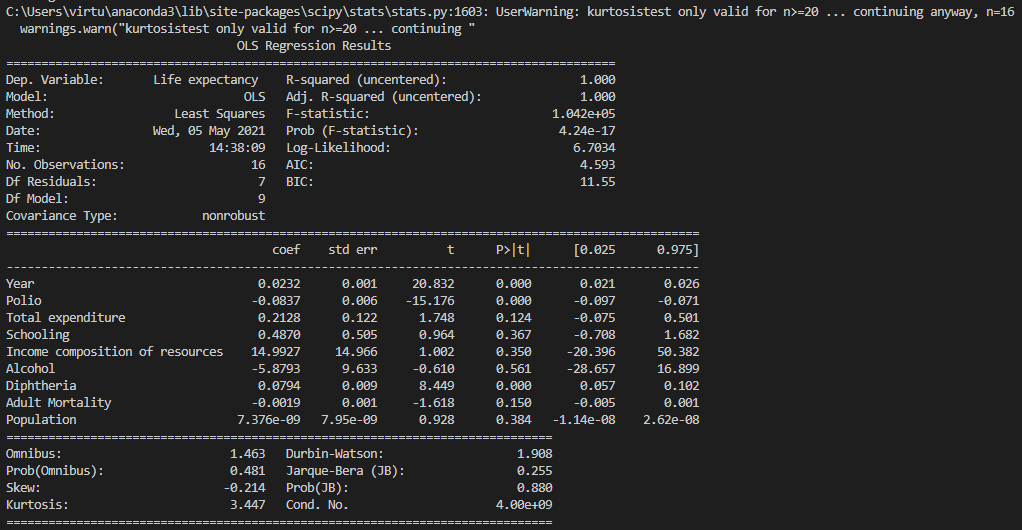 C:\Users\virtu\anaconda3\lib\site-packages\scipy\stats\stats.py:1603: UserWarning: kurtosistest only valid for n>=20 ... continuing anyway, n=16
  warnings.warn("kurtosistest only valid for n>=20 ... continuing "
                                 OLS Regression Results
=======================================================================================
Dep. Variable:        Life expectancy   R-squared (uncentered):                   1.000
Model:                            OLS   Adj. R-squared (uncentered):              1.000
Method:                 Least Squares   F-statistic:                          1.042e+05
Date:                Wed, 05 May 2021   Prob (F-statistic):                    4.24e-17
Time:                        14:38:09   Log-Likelihood:                          6.7034
No. Observations:                  16   AIC:                                      4.593
Df Residuals:                       7   BIC:                                      11.55
Df Model:                           9
Covariance Type:            nonrobust
===================================================================================================
                                      coef    std err          t      P>|t|      [0.025      0.975]
---------------------------------------------------------------------------------------------------
Year                                0.0232      0.001     20.832      0.000       0.021       0.026
Polio                              -0.0837      0.006    -15.176      0.000      -0.097      -0.071
Total expenditure                   0.2128      0.122      1.748      0.124      -0.075       0.501
Schooling                           0.4870      0.505      0.964      0.367      -0.708       1.682
Income composition of resources    14.9927     14.966      1.002      0.350     -20.396      50.382
Alcohol                            -5.8793      9.633     -0.610      0.561     -28.657      16.899
Diphtheria                          0.0794      0.009      8.449      0.000       0.057       0.102
Adult Mortality                    -0.0019      0.001     -1.618      0.150      -0.005       0.001
Population                       7.376e-09   7.95e-09      0.928      0.384   -1.14e-08    2.62e-08
==============================================================================
Omnibus:                        1.463   Durbin-Watson:                   1.908
Prob(Omnibus):                  0.481   Jarque-Bera (JB):                0.255
Skew:                          -0.214   Prob(JB):                        0.880
Kurtosis:                       3.447   Cond. No.                     4.00e+09
==============================================================================